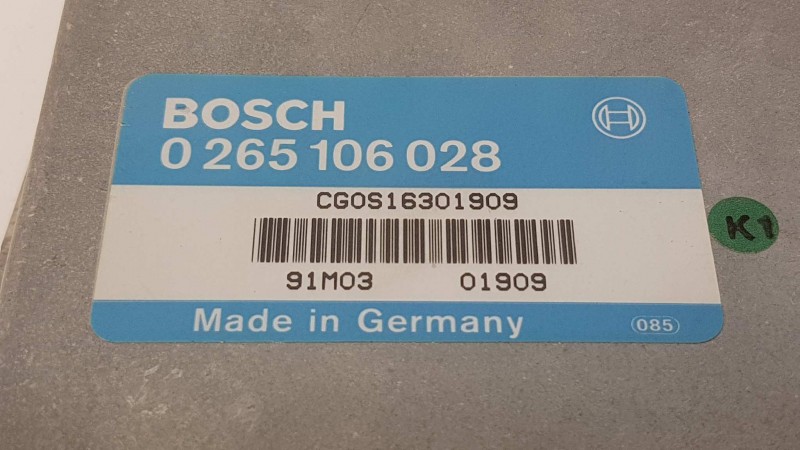 BOSCH
0 265 106 028
CG0S16301909
91M03 01909
Made in Germany
085
K1